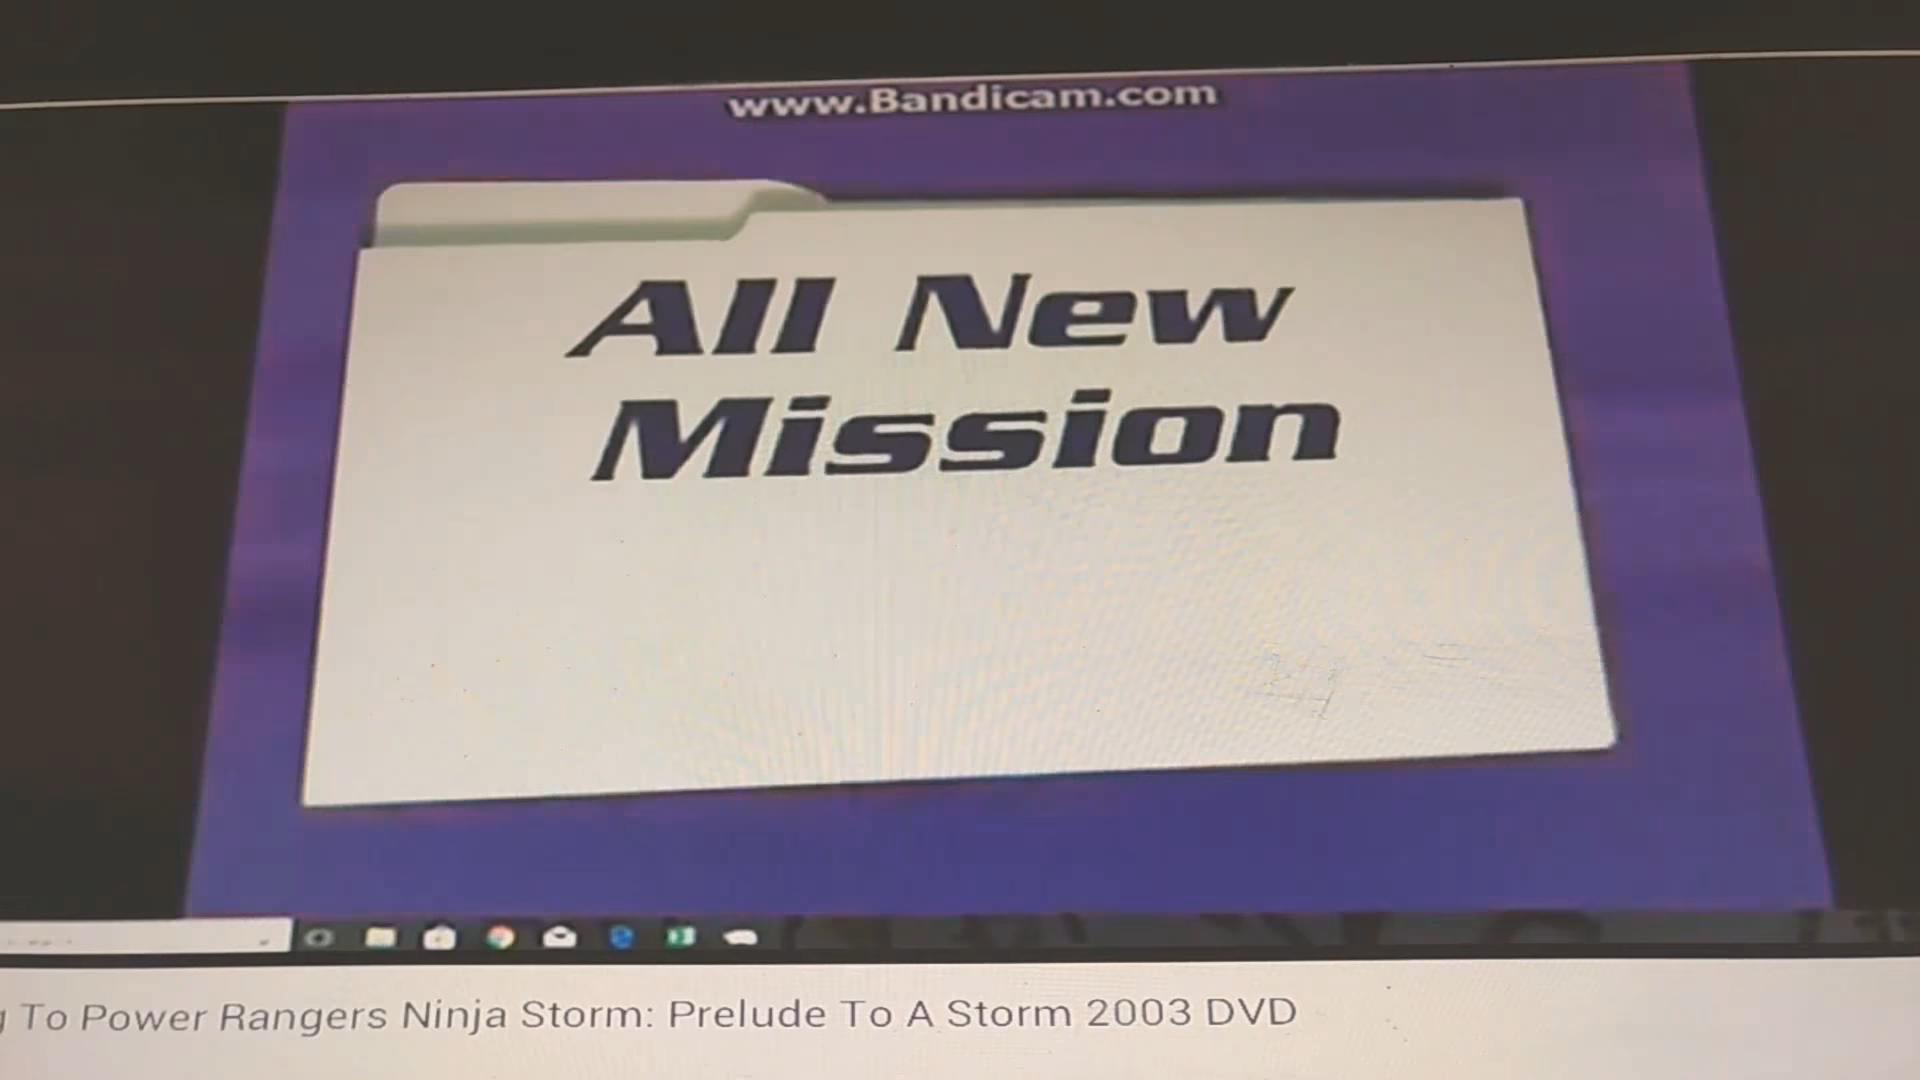 www.Bandicam.com
All New
Mission
To Power Rangers Ninja Storm: Prelude To A Storm 2003 DVD